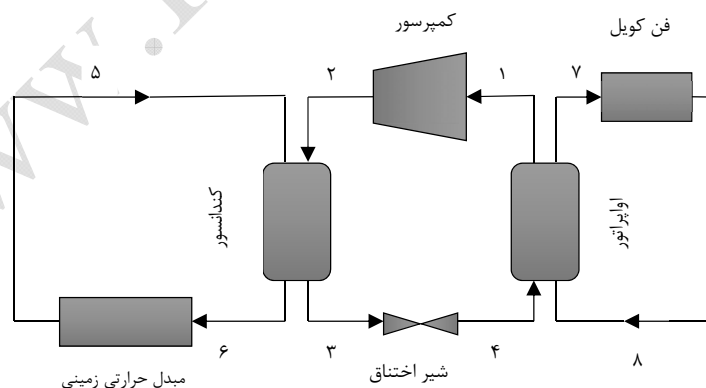 فن کویل
کمپرسور
۵
۲
۱
۷
کندانسور
اواپراتور
۶
۳
۴
۸
شیر اختناق
مبدل حرارتی زمینی